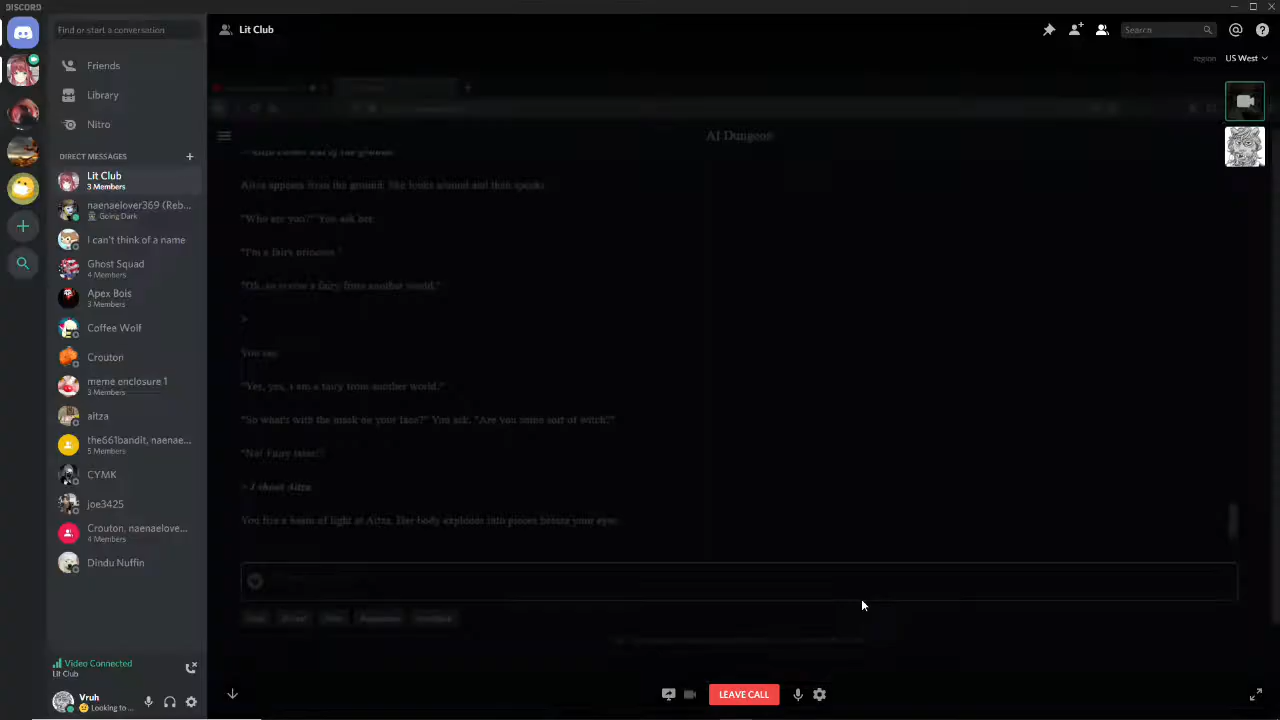 DISCORD
Find or start a conversation
Lit Club
Search
region
US West
Friends
Library
Nitro
DIRECT MESSAGES
Lit Club
3 Members
naenaelover369 (Reb...
Going Dark
I can't think of a name
Ghost Squad
4 Members
Apex Bois
3 Members
Coffee Wolf
Crouton
meme enclosure 1
3 Members
aitza
the661bandit, naenae...
5 Members
CYMK
joe3425
Crouton, naenaelove...
4 Members
Dindu Nuffin
Video Connected
Lit Club
Vruh
Looking to ...
AI Dungeon
Aitza appears from the ground. She looks around and then speaks.
"Who are you?" You ask her.
"I'm a fairy princess."
"Oh, so you're a fairy from another world."
>
You say
"Yes, yes, I am a fairy from another world."
"So what's with the mask on your face?" You ask. "Are you some sort of witch?"
"No! Fairy tales!"
> I shoot Aitza
You fire a beam of light at Aitza. Her body explodes into pieces before your eyes.
LEAVE CALL